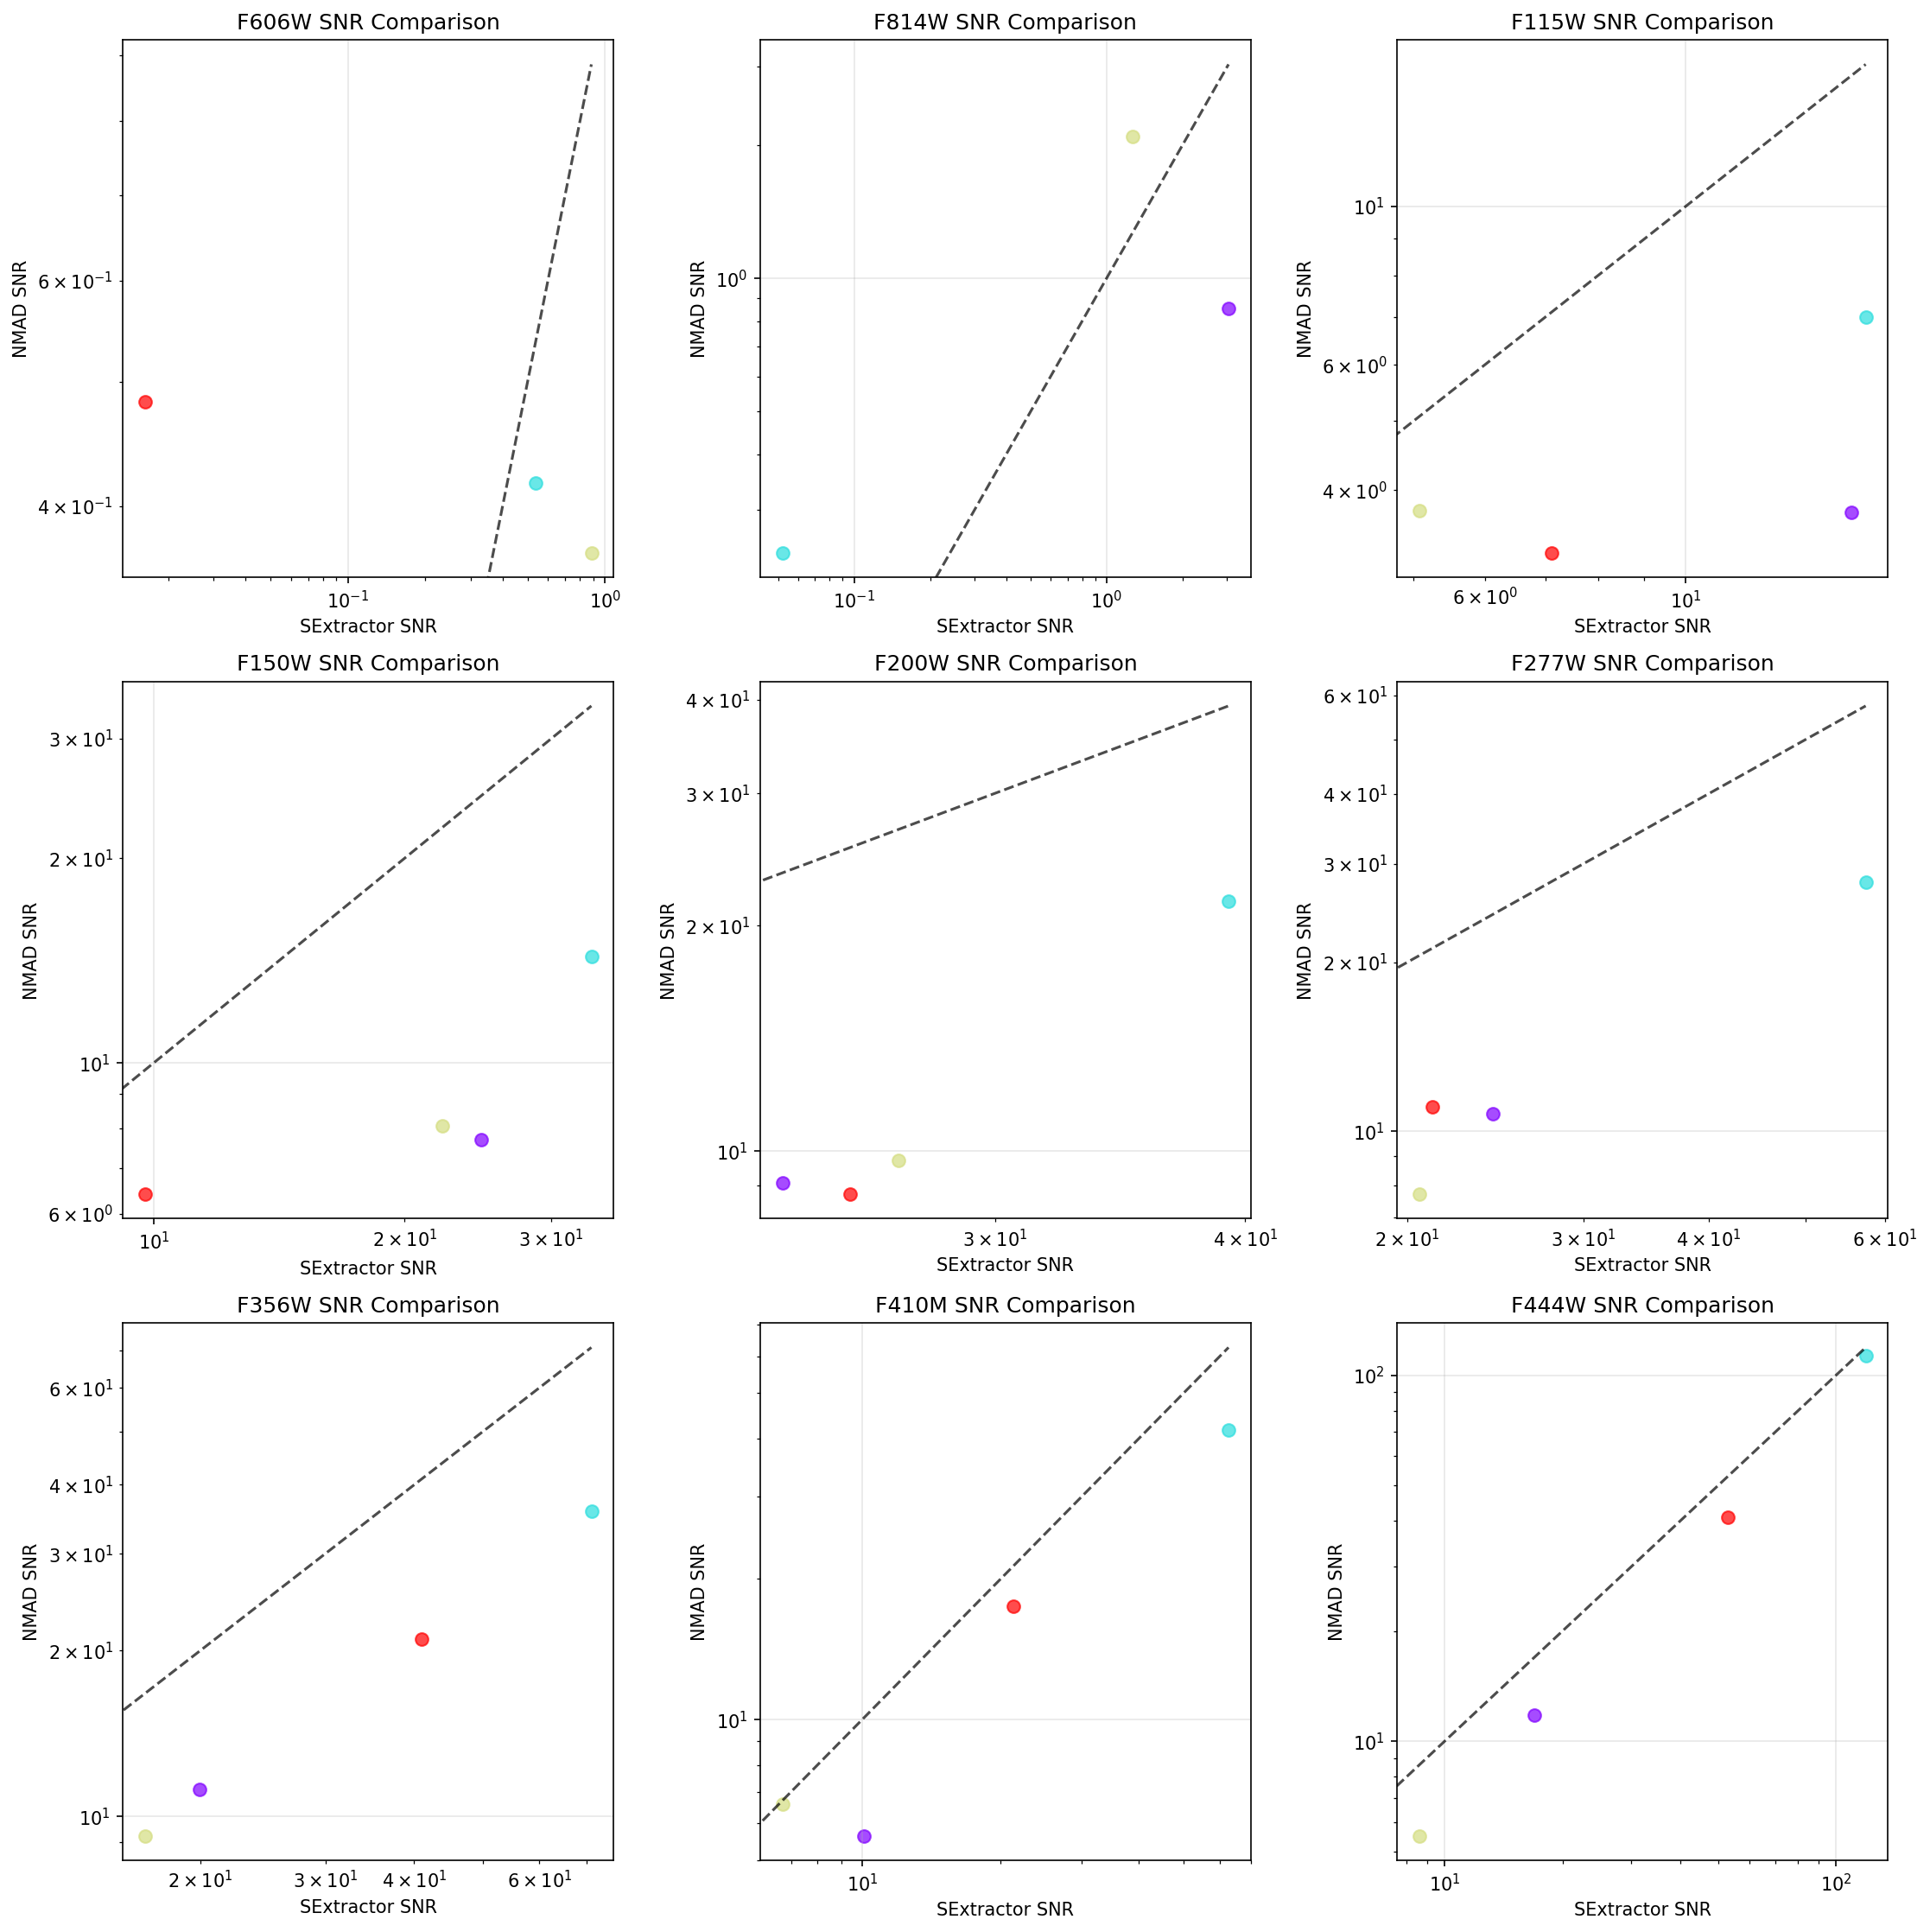 F606W SNR Comparison
NMAD SNR
6 × 10⁻¹
4 × 10⁻¹
10⁻¹ 10⁰
SExtractor SNR
F814W SNR Comparison
NMAD SNR
10⁰
10⁻¹ 10⁰
SExtractor SNR
F115W SNR Comparison
NMAD SNR
10¹
6 × 10⁰
4 × 10⁰
6 × 10⁰ 10¹
SExtractor SNR
F150W SNR Comparison
NMAD SNR
3 × 10¹
2 × 10¹
10¹
6 × 10⁰
10¹ 2 × 10¹ 3 × 10¹
SExtractor SNR
F200W SNR Comparison
NMAD SNR
4 × 10¹
3 × 10¹
2 × 10¹
10¹
3 × 10¹ 4 × 10¹
SExtractor SNR
F277W SNR Comparison
NMAD SNR
6 × 10¹
4 × 10¹
3 × 10¹
2 × 10¹
10¹
2 × 10¹ 3 × 10¹ 4 × 10¹ 6 × 10¹
SExtractor SNR
F356W SNR Comparison
NMAD SNR
6 × 10¹
4 × 10¹
3 × 10¹
2 × 10¹
10¹
2 × 10¹ 3 × 10¹ 4 × 10¹ 6 × 10¹
SExtractor SNR
F410M SNR Comparison
NMAD SNR
10¹
10¹
SExtractor SNR
F444W SNR Comparison
NMAD SNR
10²
10¹
10¹ 10²
SExtractor SNR